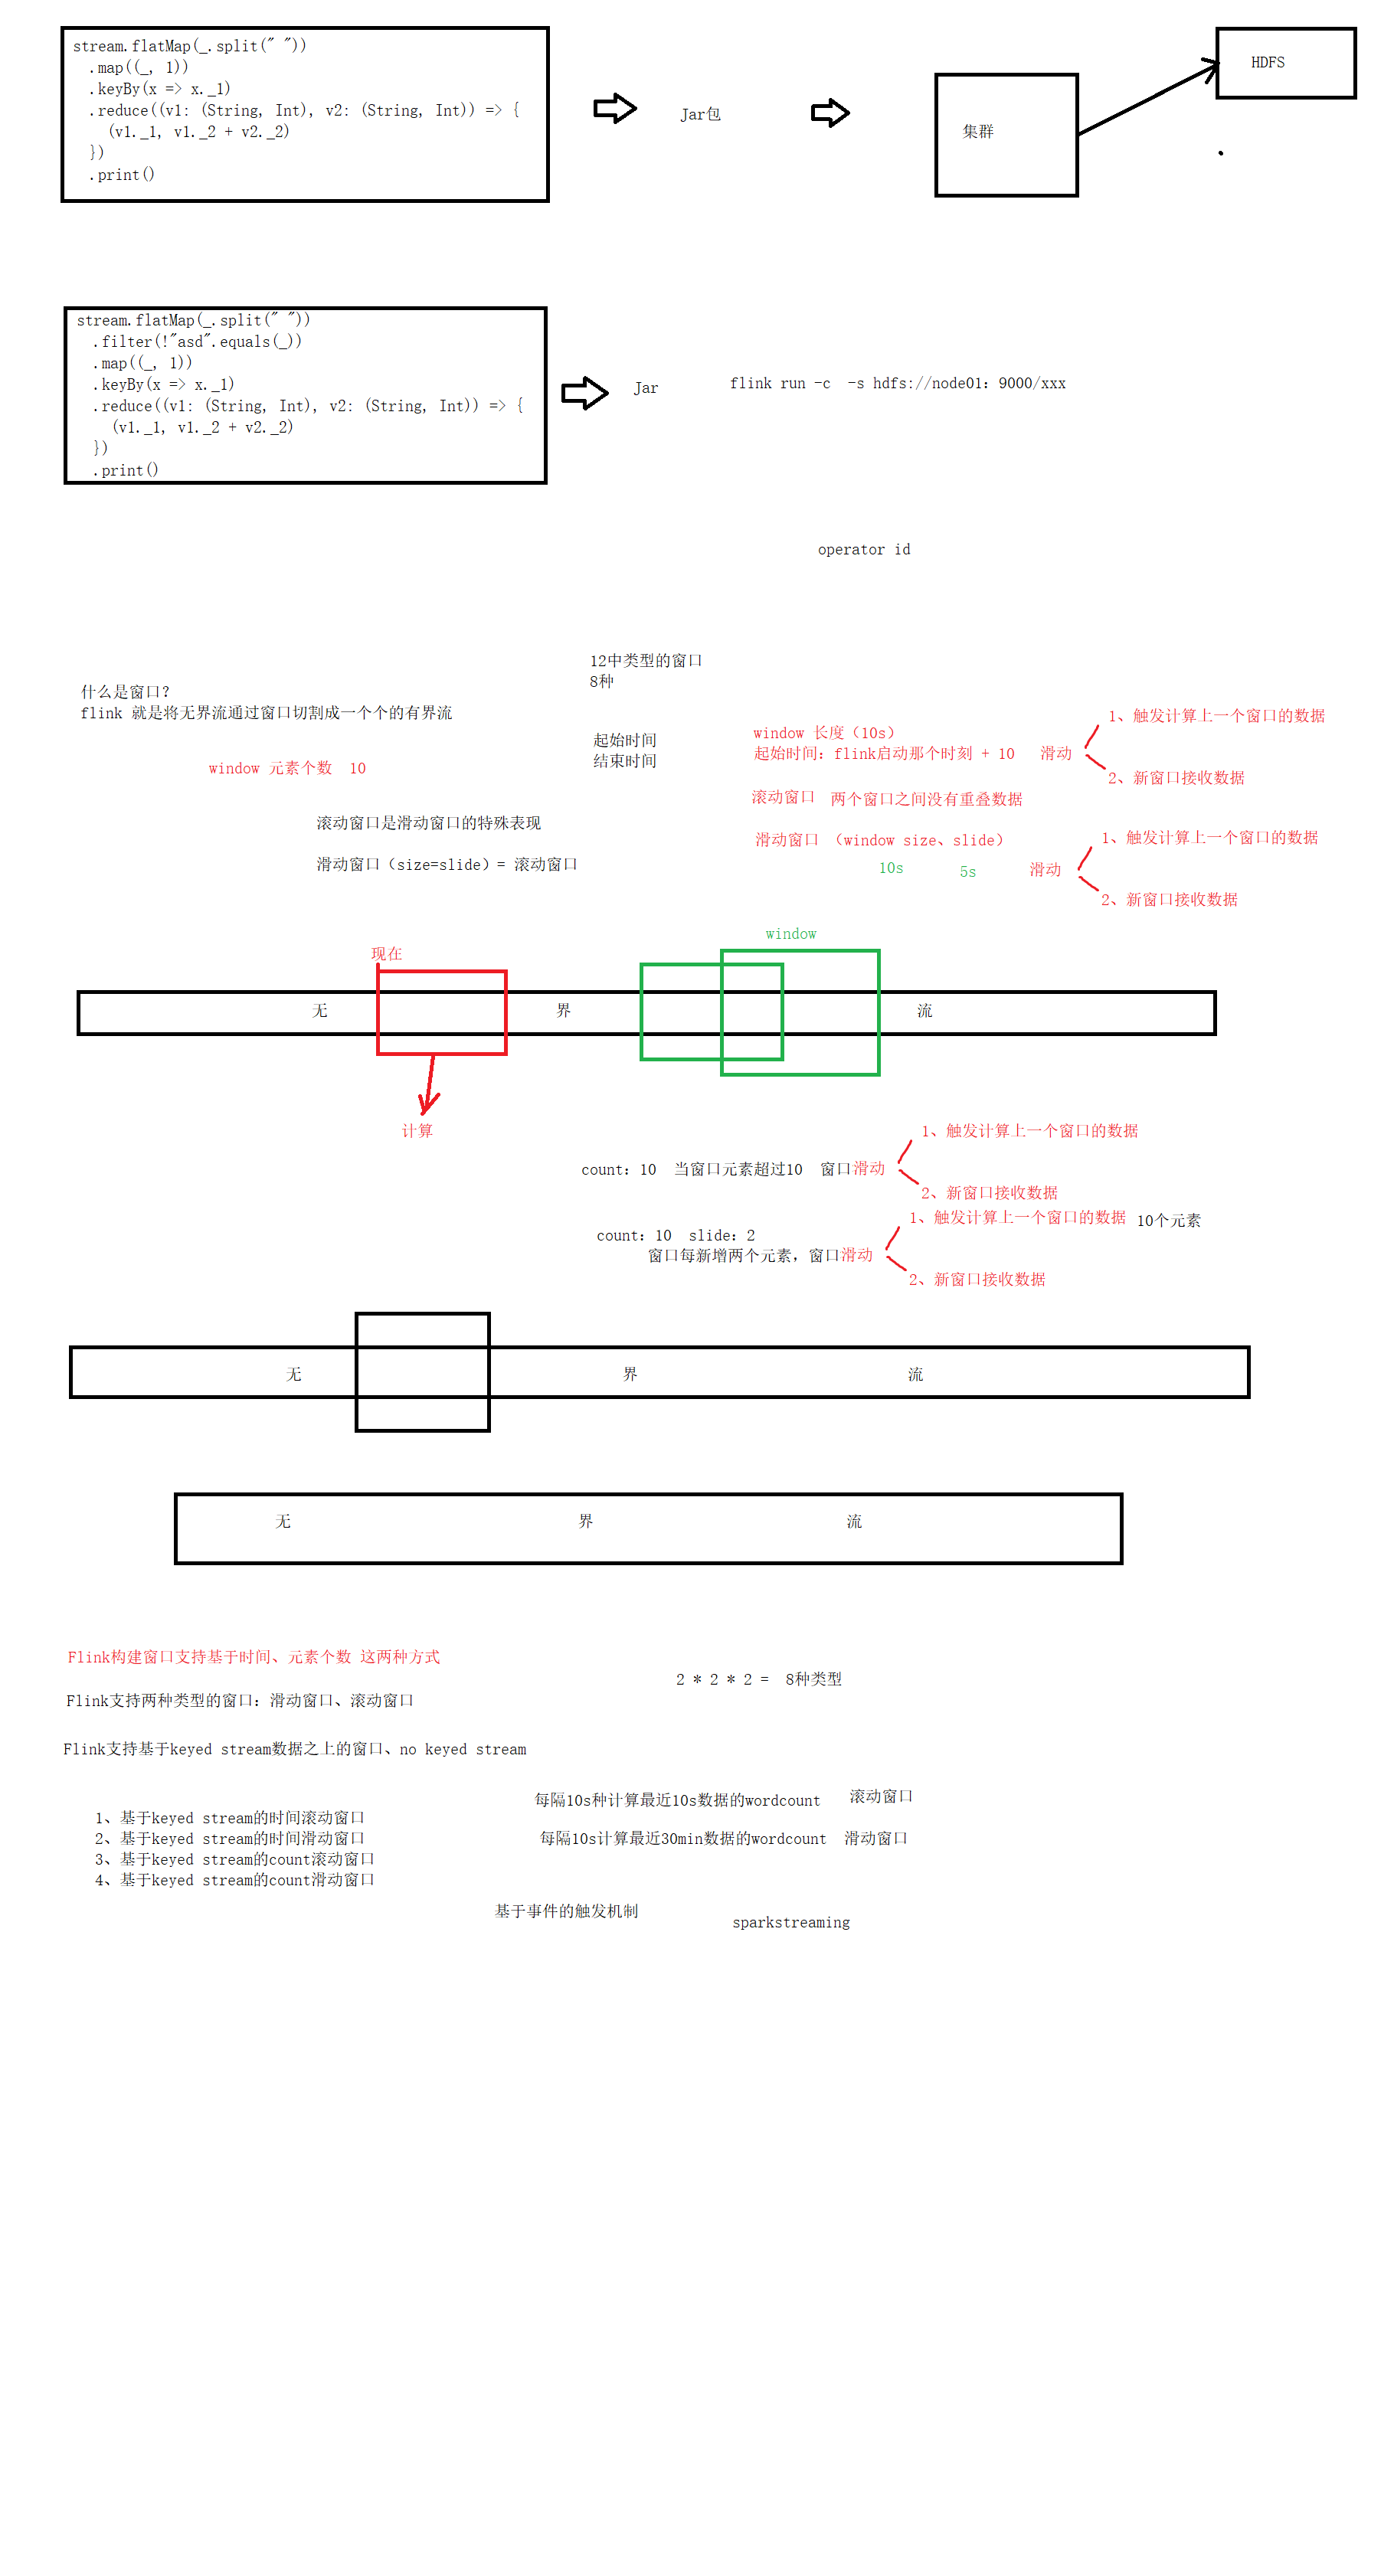 stream.flatMap(_.split(" "))
.map((_, 1))
.keyBy(x => x._1)
.reduce((v1: (String, Int), v2: (String, Int)) => {
(v1._1, v1._2 + v2._2)
})
.print()
Jar包
集群
HDFS
stream.flatMap(_.split(" "))
.filter(!"asd".equals(_))
.map((_, 1))
.keyBy(x => x._1)
.reduce((v1: (String, Int), v2: (String, Int)) => {
(v1._1, v1._2 + v2._2)
})
.print()
Jar
flink run -c  -s hdfs://node01：9000/xxx
operator id
12中类型的窗口
8种
什么是窗口？
flink 就是将无界流通过窗口切割成一个个的有界流
window 元素个数  10
起始时间
结束时间
window 长度（10s）
起始时间：flink启动那个时刻 + 10
滑动
1、触发计算上一个窗口的数据
2、新窗口接收数据
滚动窗口
两个窗口之间没有重叠数据
滚动窗口是滑动窗口的特殊表现
滑动窗口（size=slide）= 滚动窗口
滑动窗口 （window size、slide）
10s
5s
滑动
1、触发计算上一个窗口的数据
2、新窗口接收数据
window
现在
无
界
流
计算
count：10  当窗口元素超过10  窗口滑动
1、触发计算上一个窗口的数据
2、新窗口接收数据
count：10  slide：2
窗口每新增两个元素，窗口滑动
1、触发计算上一个窗口的数据
10个元素
2、新窗口接收数据
无
界
流
无
界
流
Flink构建窗口支持基于时间、元素个数 这两种方式
2 * 2 * 2 =  8种类型
Flink支持两种类型的窗口：滑动窗口、滚动窗口
Flink支持基于keyed stream数据之上的窗口、no keyed stream
每隔10s种计算最近10s数据的wordcount
滚动窗口
每隔10s计算最近30min数据的wordcount
滑动窗口
1、基于keyed stream的时间滚动窗口
2、基于keyed stream的时间滑动窗口
3、基于keyed stream的count滚动窗口
4、基于keyed stream的count滑动窗口
基于事件的触发机制
sparkstreaming